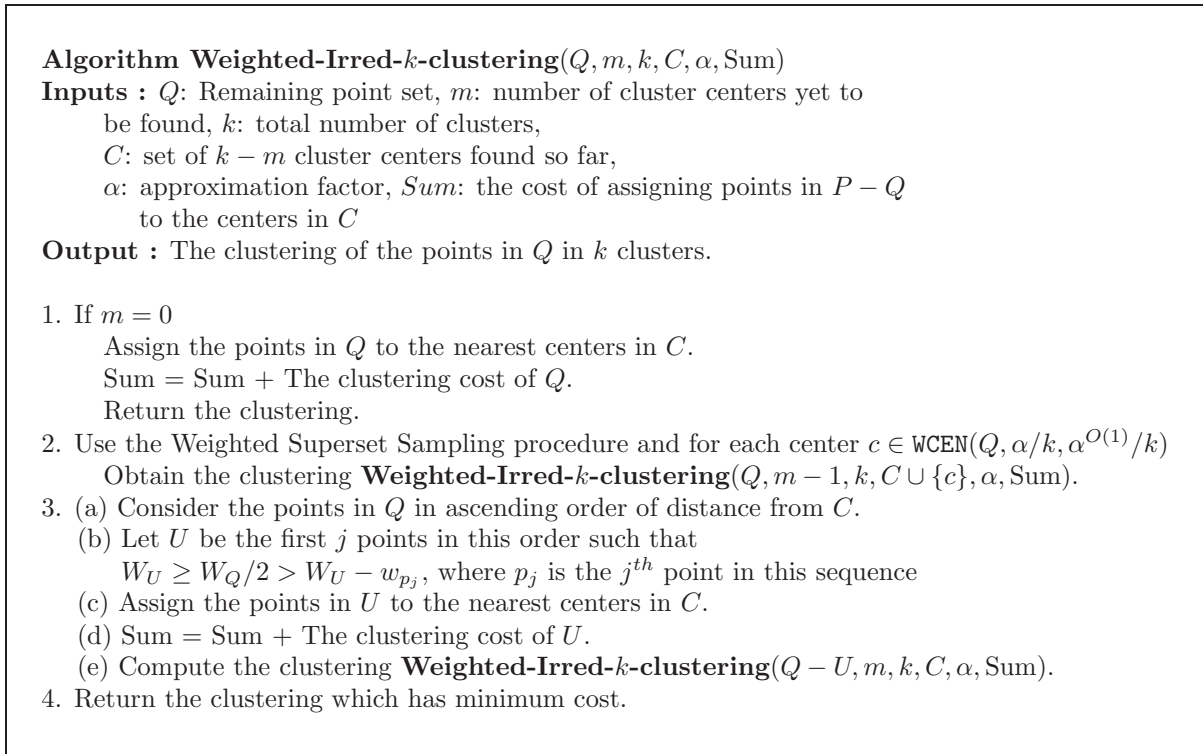 Algorithm Weighted-Irred-k-clustering(Q, m, k, C, α, Sum)
Inputs : Q: Remaining point set, m: number of cluster centers yet to
be found, k: total number of clusters,
C: set of k − m cluster centers found so far,
α: approximation factor, Sum: the cost of assigning points in P − Q
to the centers in C
Output : The clustering of the points in Q in k clusters.
1. If m = 0
Assign the points in Q to the nearest centers in C.
Sum = Sum + The clustering cost of Q.
Return the clustering.
2. Use the Weighted Superset Sampling procedure and for each center c ∈ WCEN(Q, α/k, α^{O(1)}/k)
Obtain the clustering Weighted-Irred-k-clustering(Q, m − 1, k, C ∪ {c}, α, Sum).
3. (a) Consider the points in Q in ascending order of distance from C.
(b) Let U be the first j points in this order such that
W_U ≥ W_Q/2 > W_U − w_{p_j}, where p_j is the j^{th} point in this sequence
(c) Assign the points in U to the nearest centers in C.
(d) Sum = Sum + The clustering cost of U.
(e) Compute the clustering Weighted-Irred-k-clustering(Q − U, m, k, C, α, Sum).
4. Return the clustering which has minimum cost.